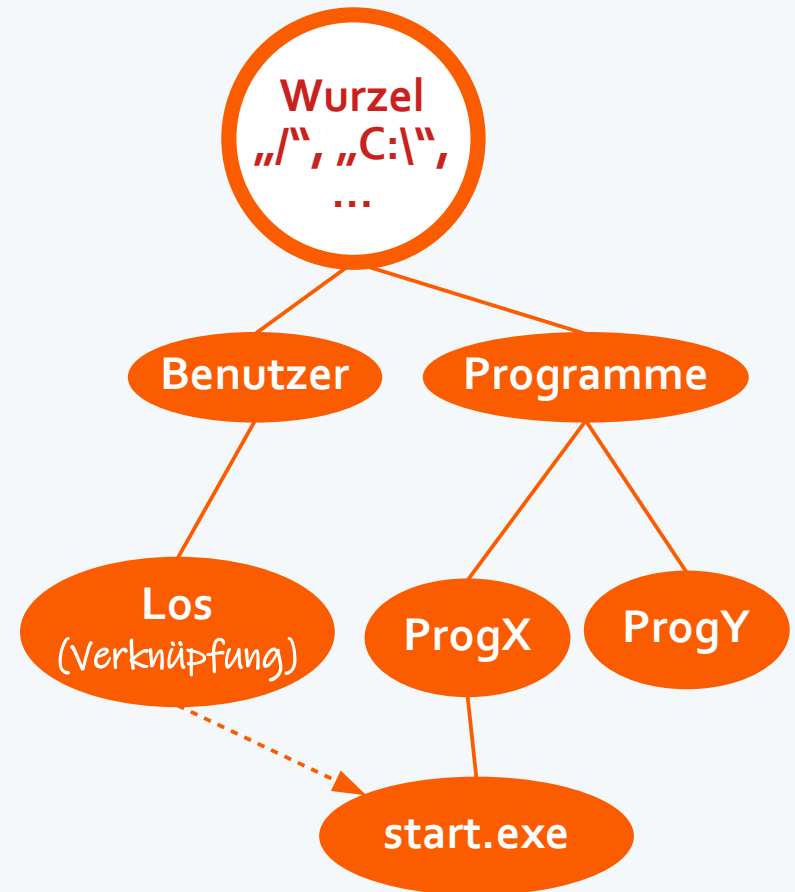 Wurzel
„/“, „C:\“,
…
Benutzer
Programme
Los
(Verknüpfung)
ProgX
ProgY
start.exe